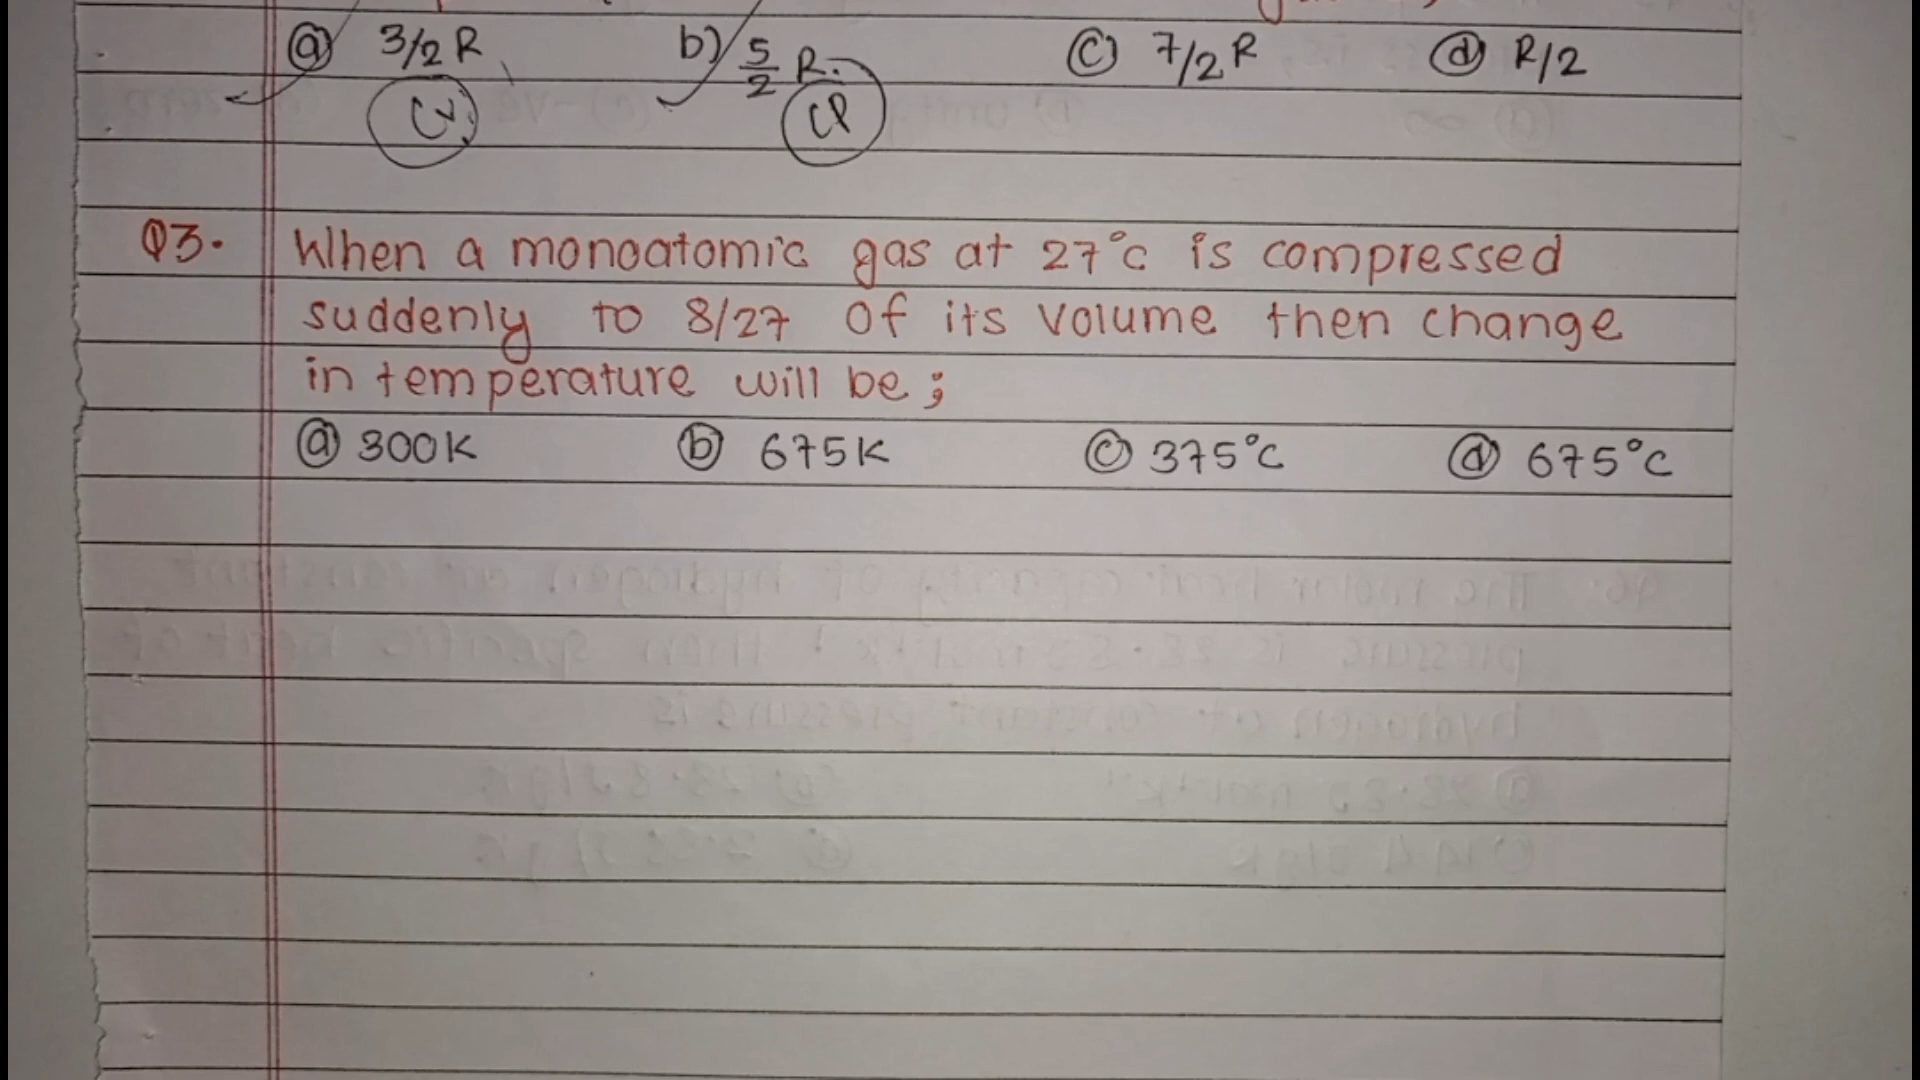 ⓐ 3/2 R b) 5/2 R. ⓒ 7/2 R ⓓ R/2
Cv. CP
Q3. When a monoatomic gas at 27°c is compressed
suddenly to 8/27 of its volume then change
in temperature will be;
ⓐ 300K ⓑ 675K ⓒ 375°C ⓓ 675°C